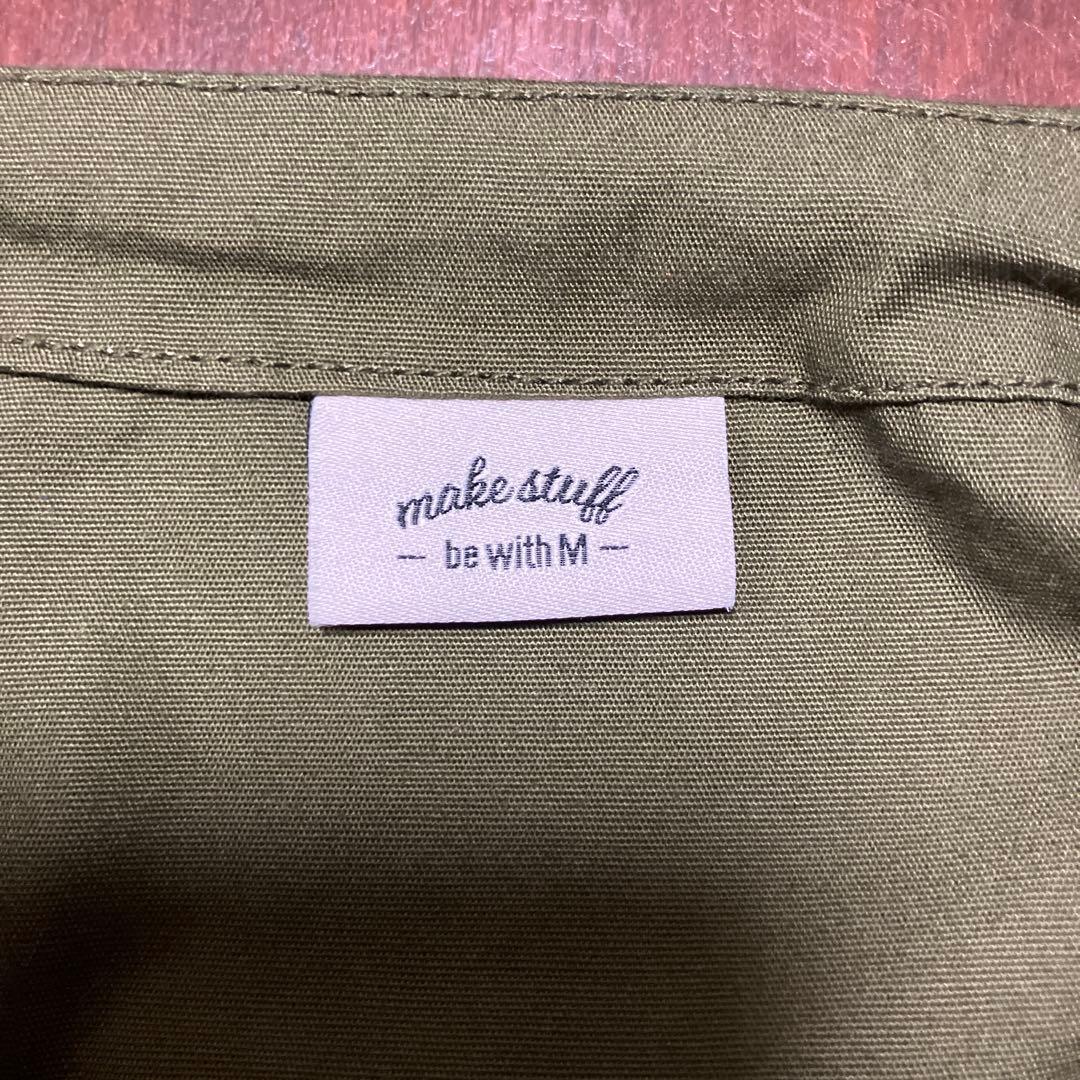 make stuff
— be with M —